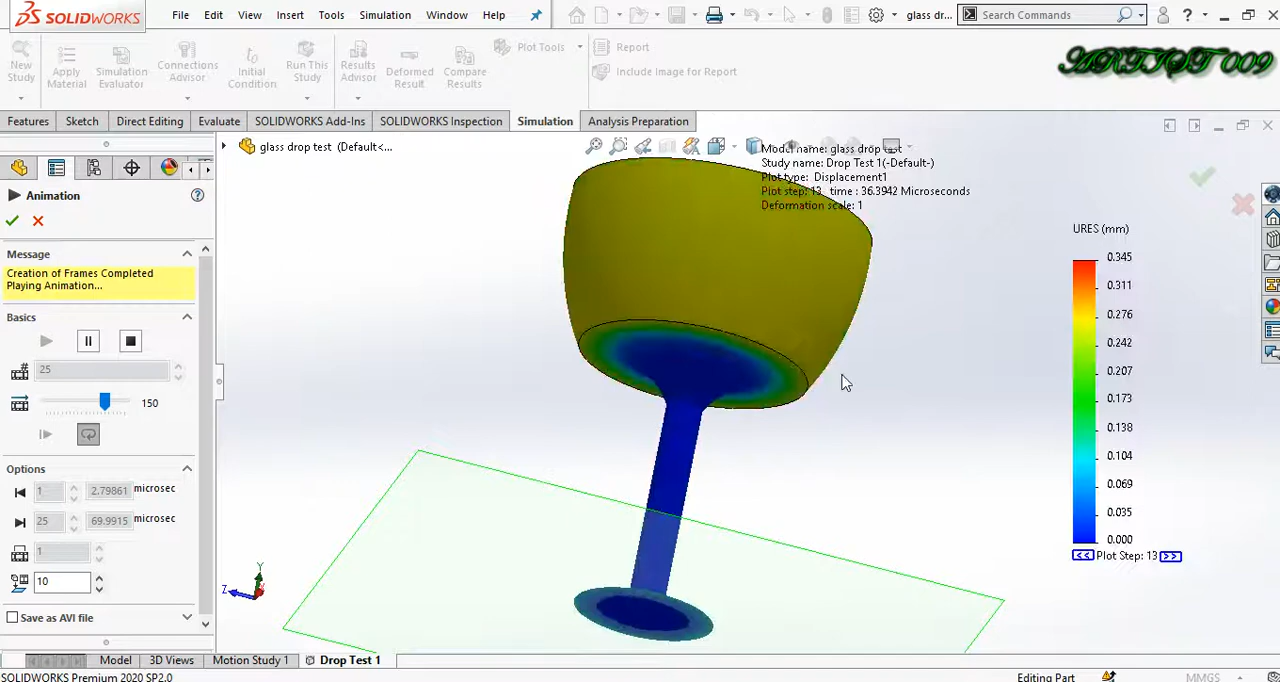 SOLIDWORKS
File Edit View Insert Tools Simulation Window Help
glass dr...
Search Commands
?
New Study
Apply Material
Simulation Evaluator
Connections Advisor
Initial Condition
Run This Study
Results Advisor
Deformed Result
Compare Results
Plot Tools
Report
Include Image for Report
ARTIST 009
Features Sketch Direct Editing Evaluate SOLIDWORKS Add-Ins SOLIDWORKS Inspection Simulation Analysis Preparation
glass drop test (Default<...
Model name: glass drop test
Study name: Drop Test 1(-Default-)
Plot type: Displacement1
Plot step: 13 time : 36.3942 Microseconds
Deformation scale: 1
Animation
Message
Creation of Frames Completed
Playing Animation...
Basics
25
150
Options
1 2.79861 microsec
25 69.9915 microsec
1
10
Save as AVI file
URES (mm)
0.345
0.311
0.276
0.242
0.207
0.173
0.138
0.104
0.069
0.035
0.000
<< Plot Step: 13 >>
Y
Z
Model 3D Views Motion Study 1 Drop Test 1
SOLIDWORKS Premium 2020 SP2.0
Editing Part
MMGS